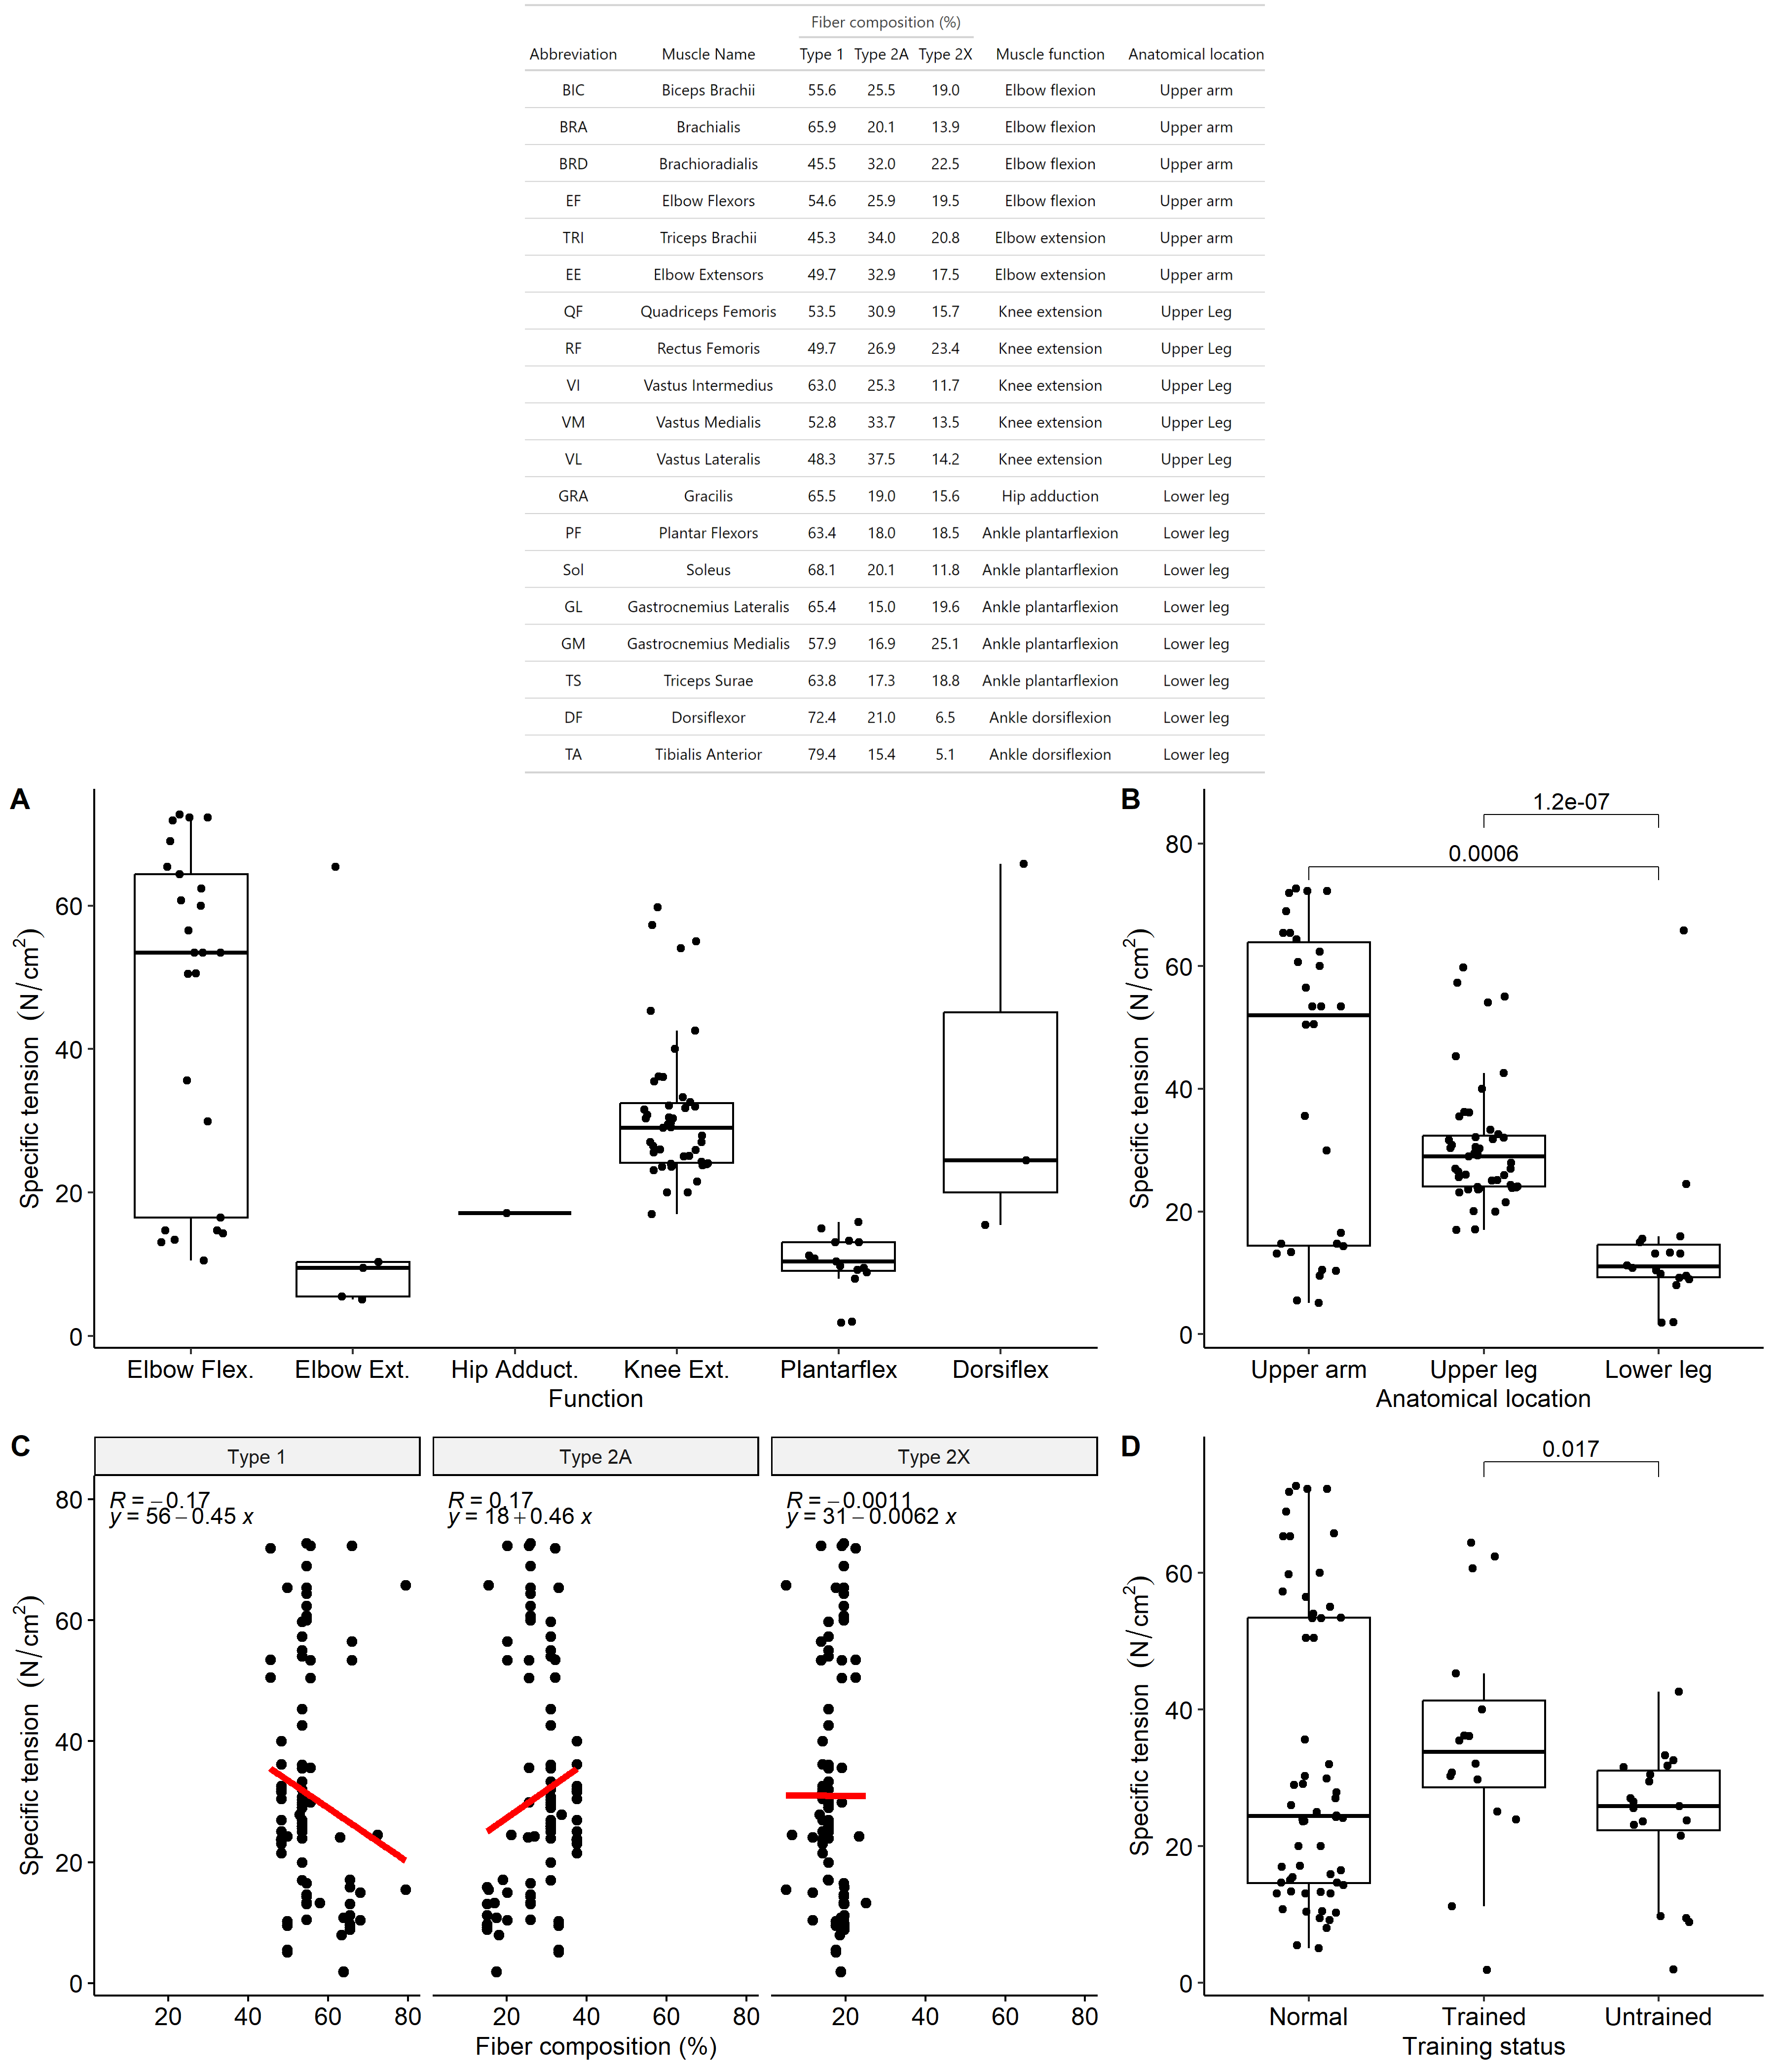 Fiber composition (%)
Abbreviation Muscle Name Type 1 Type 2A Type 2X Muscle function Anatomical location
BIC Biceps Brachii 55.6 25.5 19.0 Elbow flexion Upper arm
BRA Brachialis 65.9 20.1 13.9 Elbow flexion Upper arm
BRD Brachioradialis 45.5 32.0 22.5 Elbow flexion Upper arm
EF Elbow Flexors 54.6 25.9 19.5 Elbow flexion Upper arm
TRI Triceps Brachii 45.3 34.0 20.8 Elbow extension Upper arm
EE Elbow Extensors 49.7 32.9 17.5 Elbow extension Upper arm
QF Quadriceps Femoris 53.5 30.9 15.7 Knee extension Upper Leg
RF Rectus Femoris 49.7 26.9 23.4 Knee extension Upper Leg
VI Vastus Intermedius 63.0 25.3 11.7 Knee extension Upper Leg
VM Vastus Medialis 52.8 33.7 13.5 Knee extension Upper Leg
VL Vastus Lateralis 48.3 37.5 14.2 Knee extension Upper Leg
GRA Gracilis 65.5 19.0 15.6 Hip adduction Lower leg
PF Plantar Flexors 63.4 18.0 18.5 Ankle plantarflexion Lower leg
Sol Soleus 68.1 20.1 11.8 Ankle plantarflexion Lower leg
GL Gastrocnemius Lateralis 65.4 15.0 19.6 Ankle plantarflexion Lower leg
GM Gastrocnemius Medialis 57.9 16.9 25.1 Ankle plantarflexion Lower leg
TS Triceps Surae 63.8 17.3 18.8 Ankle plantarflexion Lower leg
DF Dorsiflexor 72.4 21.0 6.5 Ankle dorsiflexion Lower leg
TA Tibialis Anterior 79.4 15.4 5.1 Ankle dorsiflexion Lower leg
A
Specific tension (N/cm²)
60
40
20
0
Elbow Flex. Elbow Ext. Hip Adduct. Knee Ext. Plantarflex Dorsiflex
Function
B
1.2e-07
0.0006
Specific tension (N/cm²)
80
60
40
20
0
Upper arm Upper leg Lower leg
Anatomical location
C
Type 1 Type 2A Type 2X
R = −0.17
y = 56 − 0.45 x
R = 0.17
y = 18 + 0.46 x
R = −0.0011
y = 31 − 0.0062 x
Specific tension (N/cm²)
80
60
40
20
0
20 40 60 80 20 40 60 80 20 40 60 80
Fiber composition (%)
D
0.017
Specific tension (N/cm²)
60
40
20
0
Normal Trained Untrained
Training status